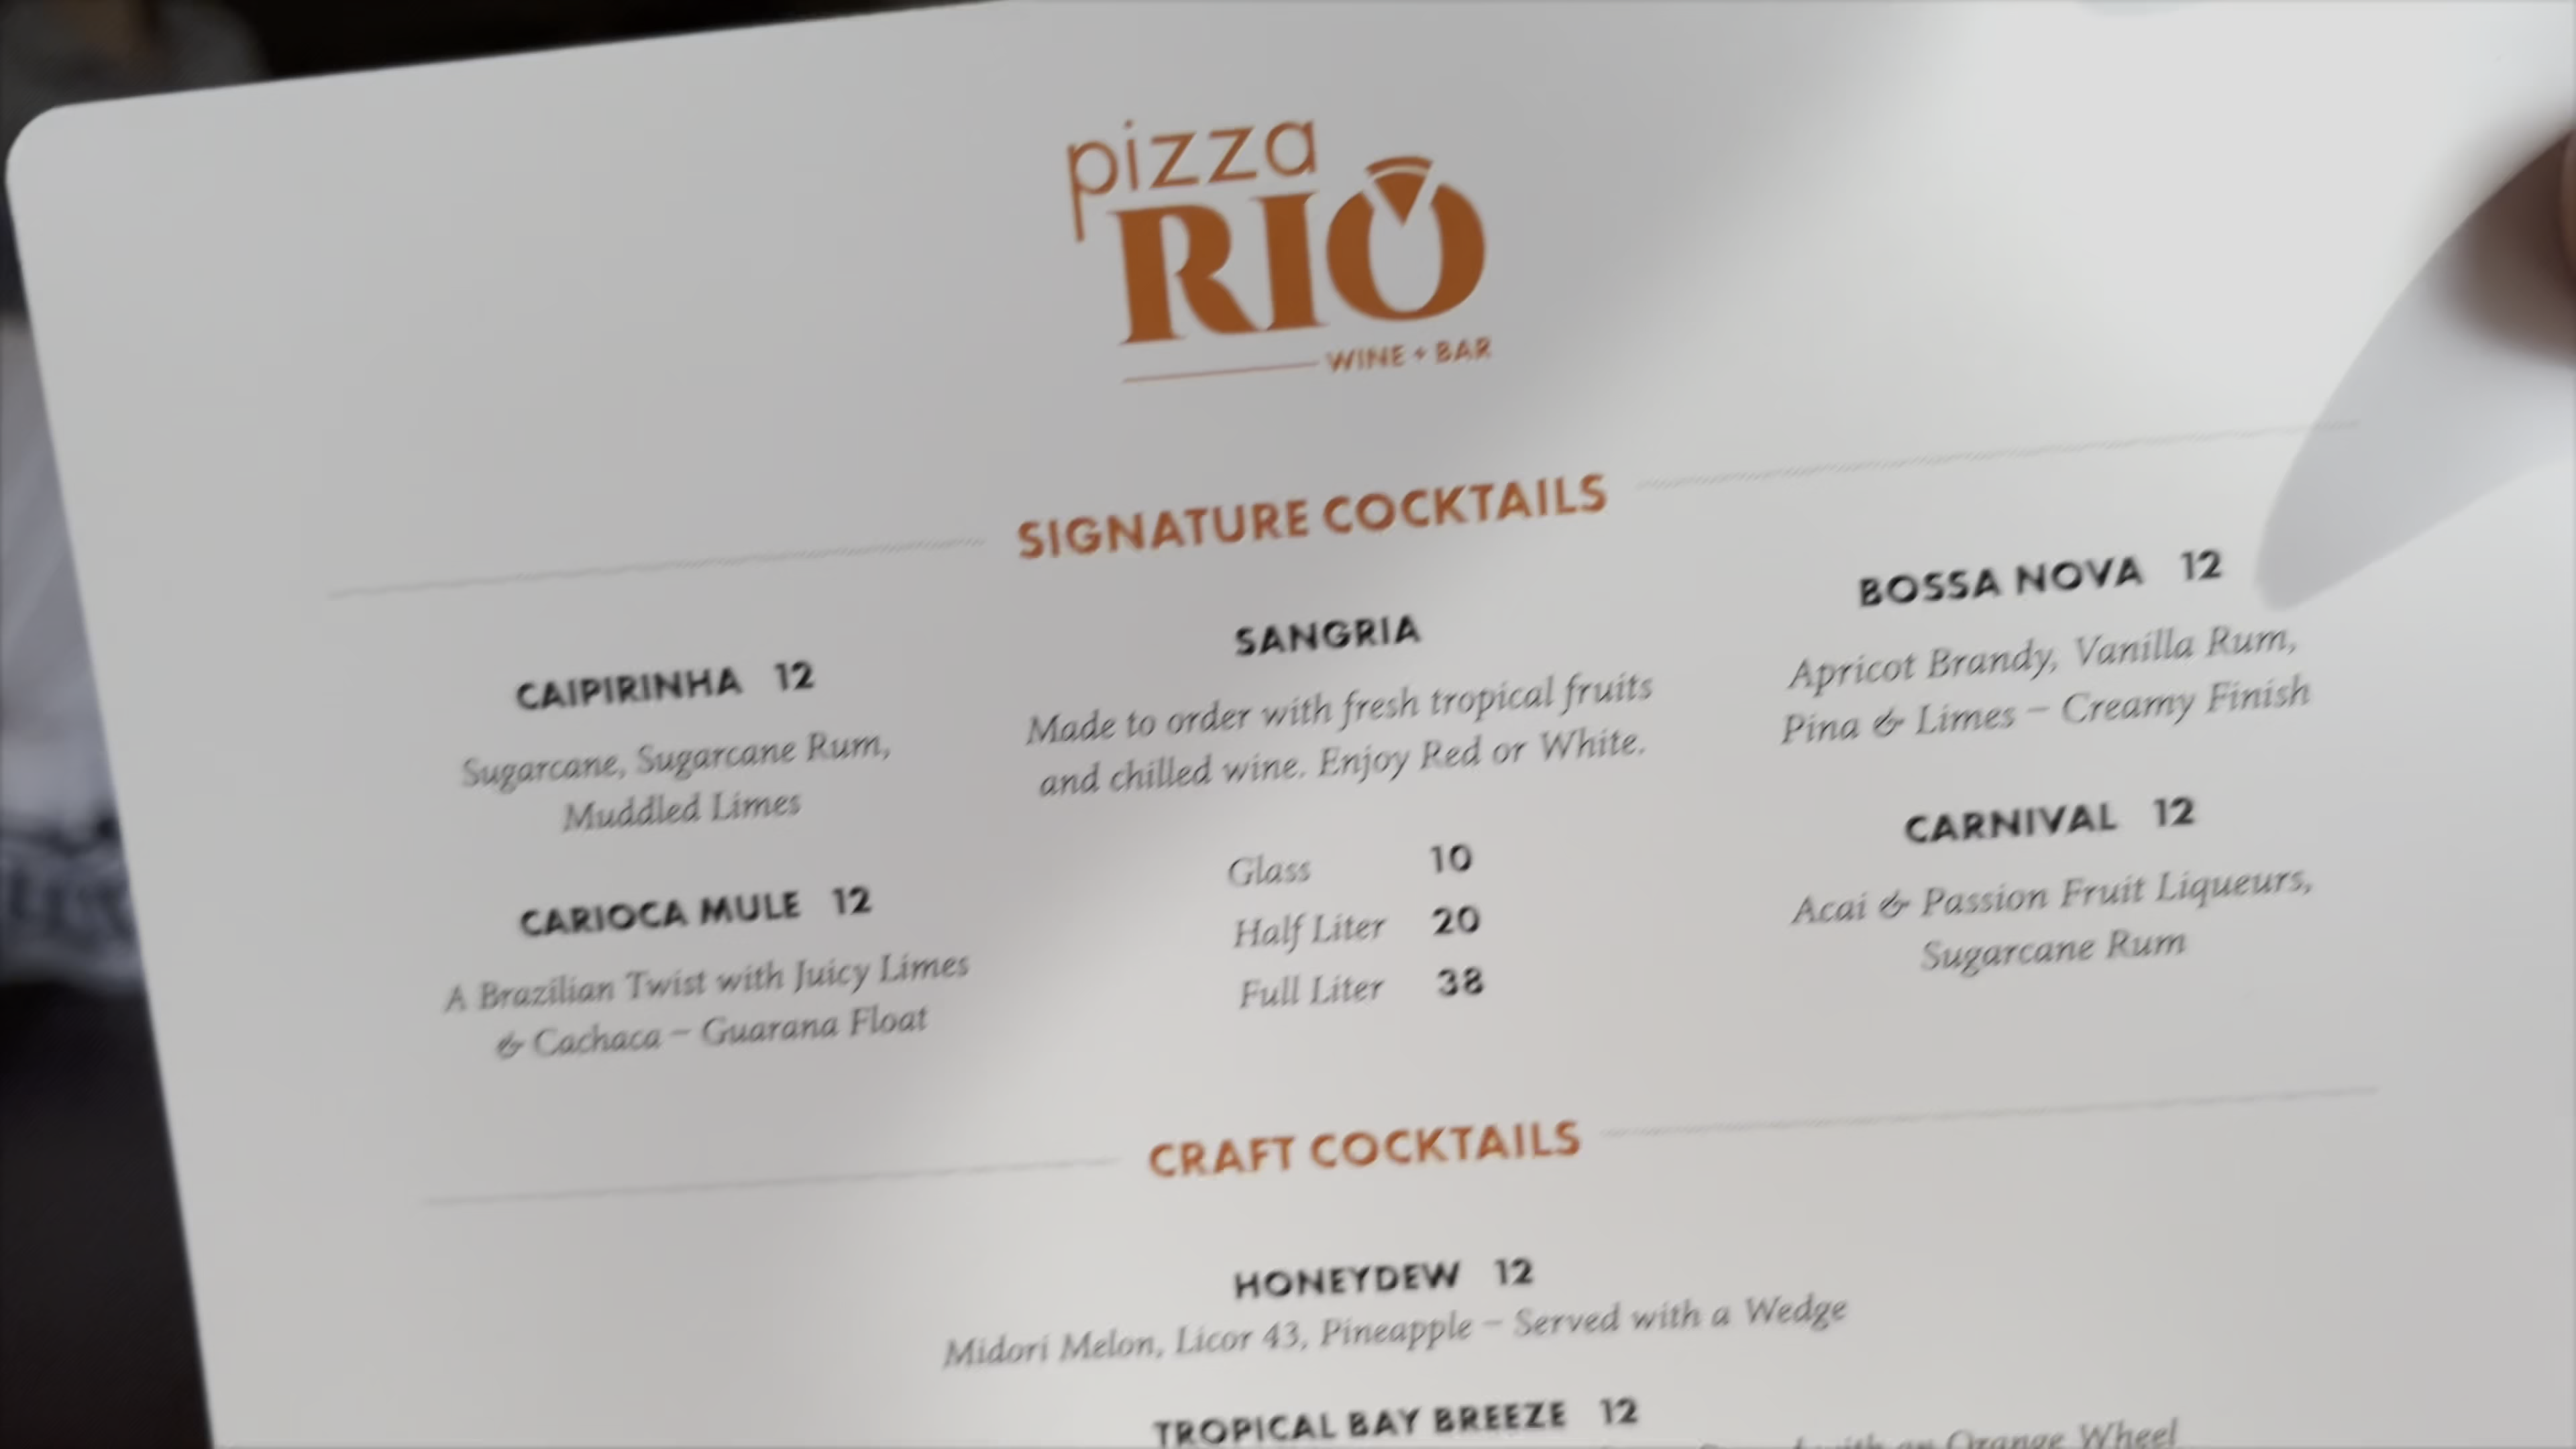 pizza
RIO
WINE + BAR
SIGNATURE COCKTAILS
CAIPIRINHA 12
Sugarcane, Sugarcane Rum,
Muddled Limes
CARIOCA MULE 12
A Brazilian Twist with Juicy Limes
& Cachaca – Guarana Float
SANGRIA
Made to order with fresh tropical fruits
and chilled wine. Enjoy Red or White.
Glass 10
Half Liter 20
Full Liter 38
BOSSA NOVA 12
Apricot Brandy, Vanilla Rum,
Pina & Limes – Creamy Finish
CARNIVAL 12
Acai & Passion Fruit Liqueurs,
Sugarcane Rum
CRAFT COCKTAILS
HONEYDEW 12
Midori Melon, Licor 43, Pineapple – Served with a Wedge
TROPICAL BAY BREEZE 12
with an Orange Wheel